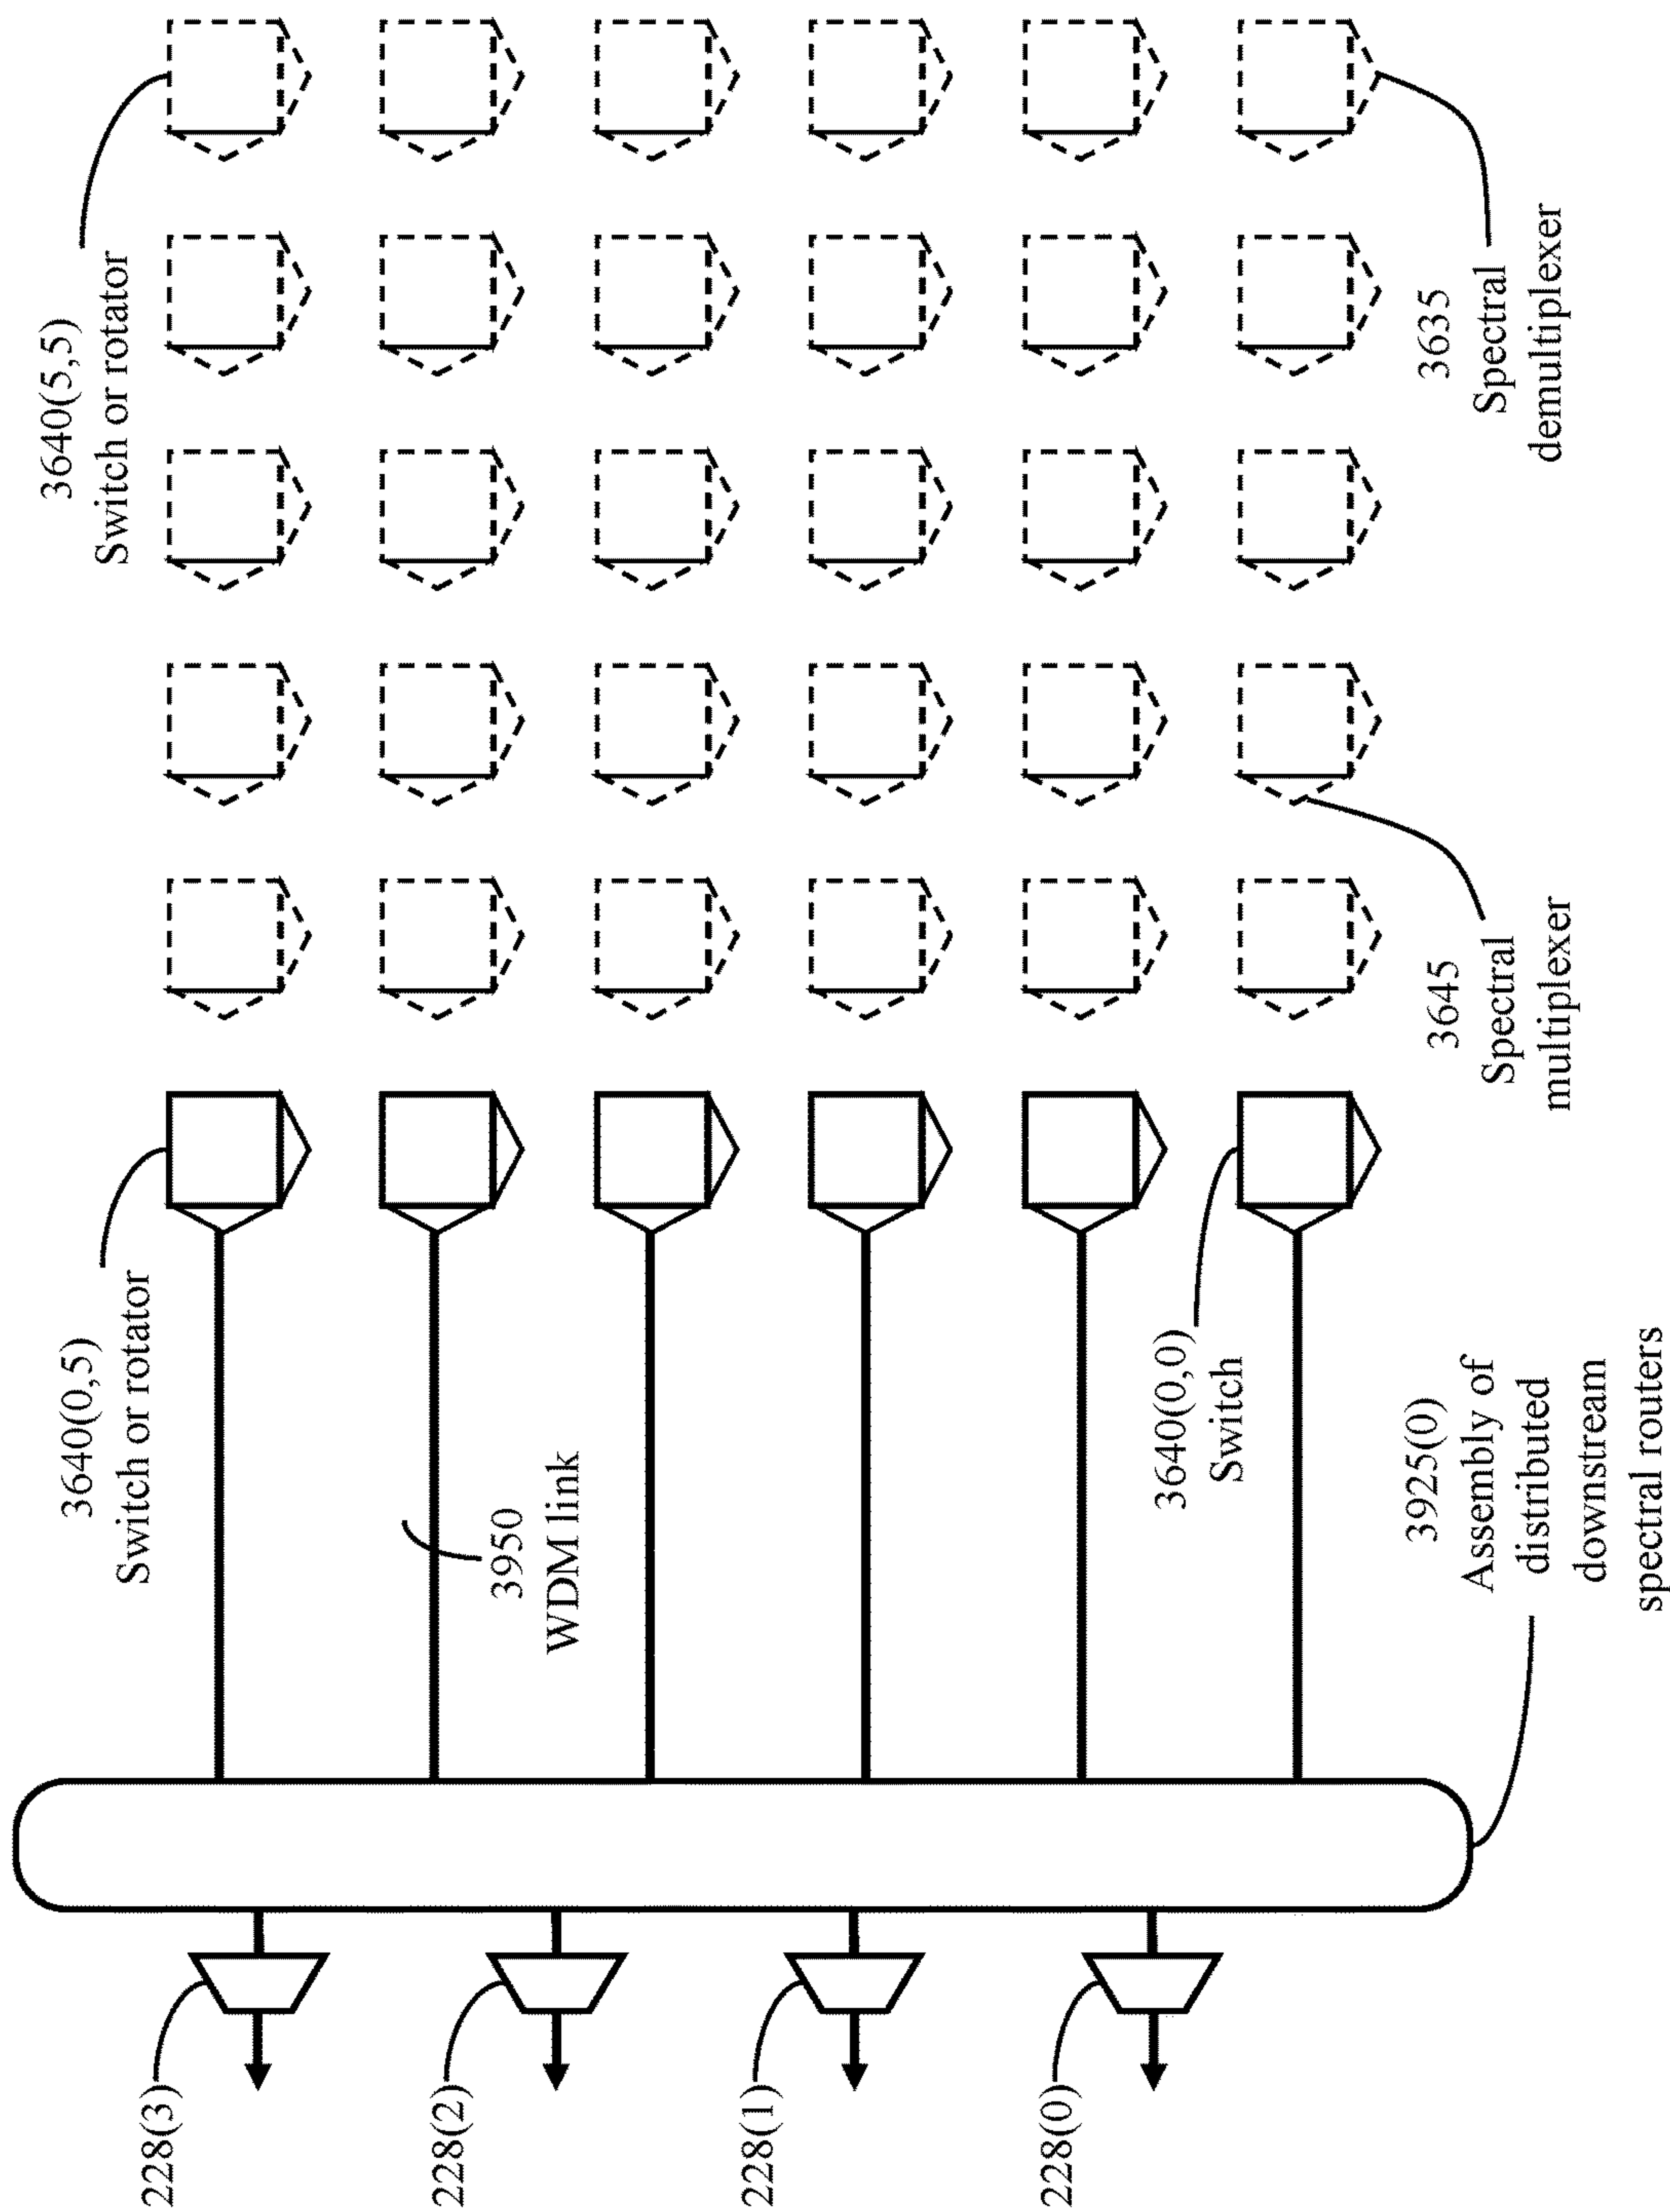 3640(5,5)
Switch or rotator
3635
Spectral
demultiplexer
3645
Spectral
multiplexer
3640(0,5)
Switch or rotator
3950
WDM link
3640(0,0)
Switch
3925(0)
Assembly of
distributed
downstream
spectral routers
228(3)
228(2)
228(1)
228(0)